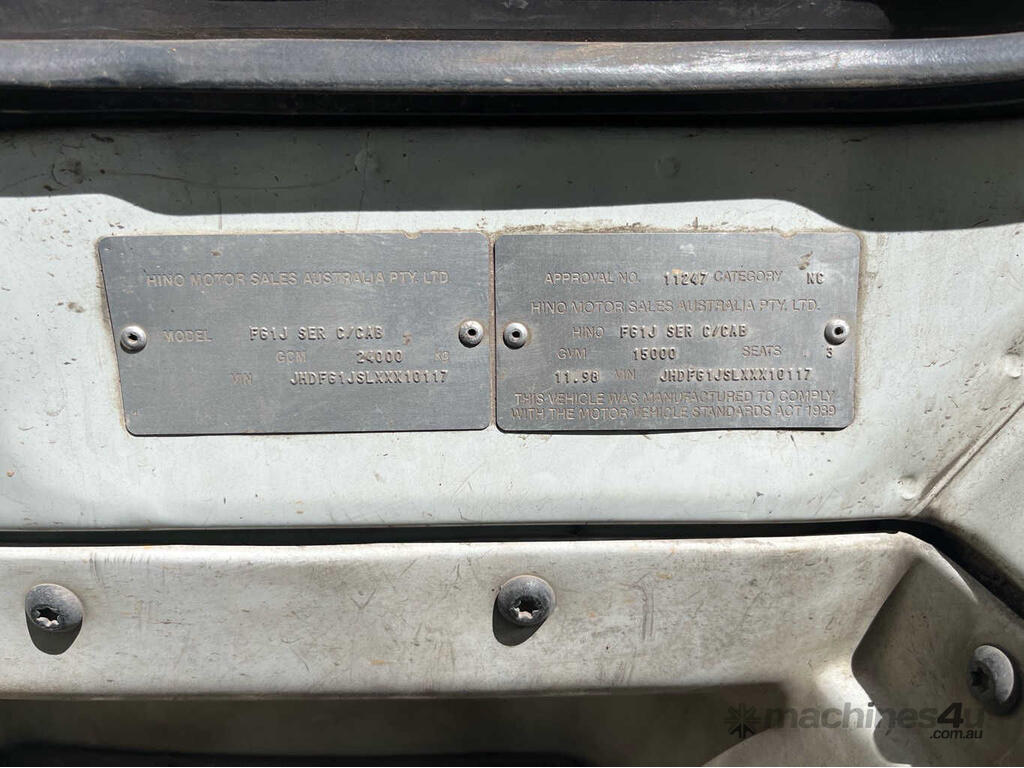 HINO MOTOR SALES AUSTRALIA PTY. LTD
MODEL FG1J SER C/CAB
GCM 24000 KG
VIN JHDFG1JSLXXX10117
APPROVAL NO. 11247 CATEGORY NC
HINO MOTOR SALES AUSTRALIA PTY. LTD.
HINO FG1J SER C/CAB
GVM 15000 SEATS 3
11.98 VIN JHDFG1JSLXXX10117
THIS VEHICLE WAS MANUFACTURED TO COMPLY
WITH THE MOTOR VEHICLE STANDARDS ACT 1989
machines4u
.com.au